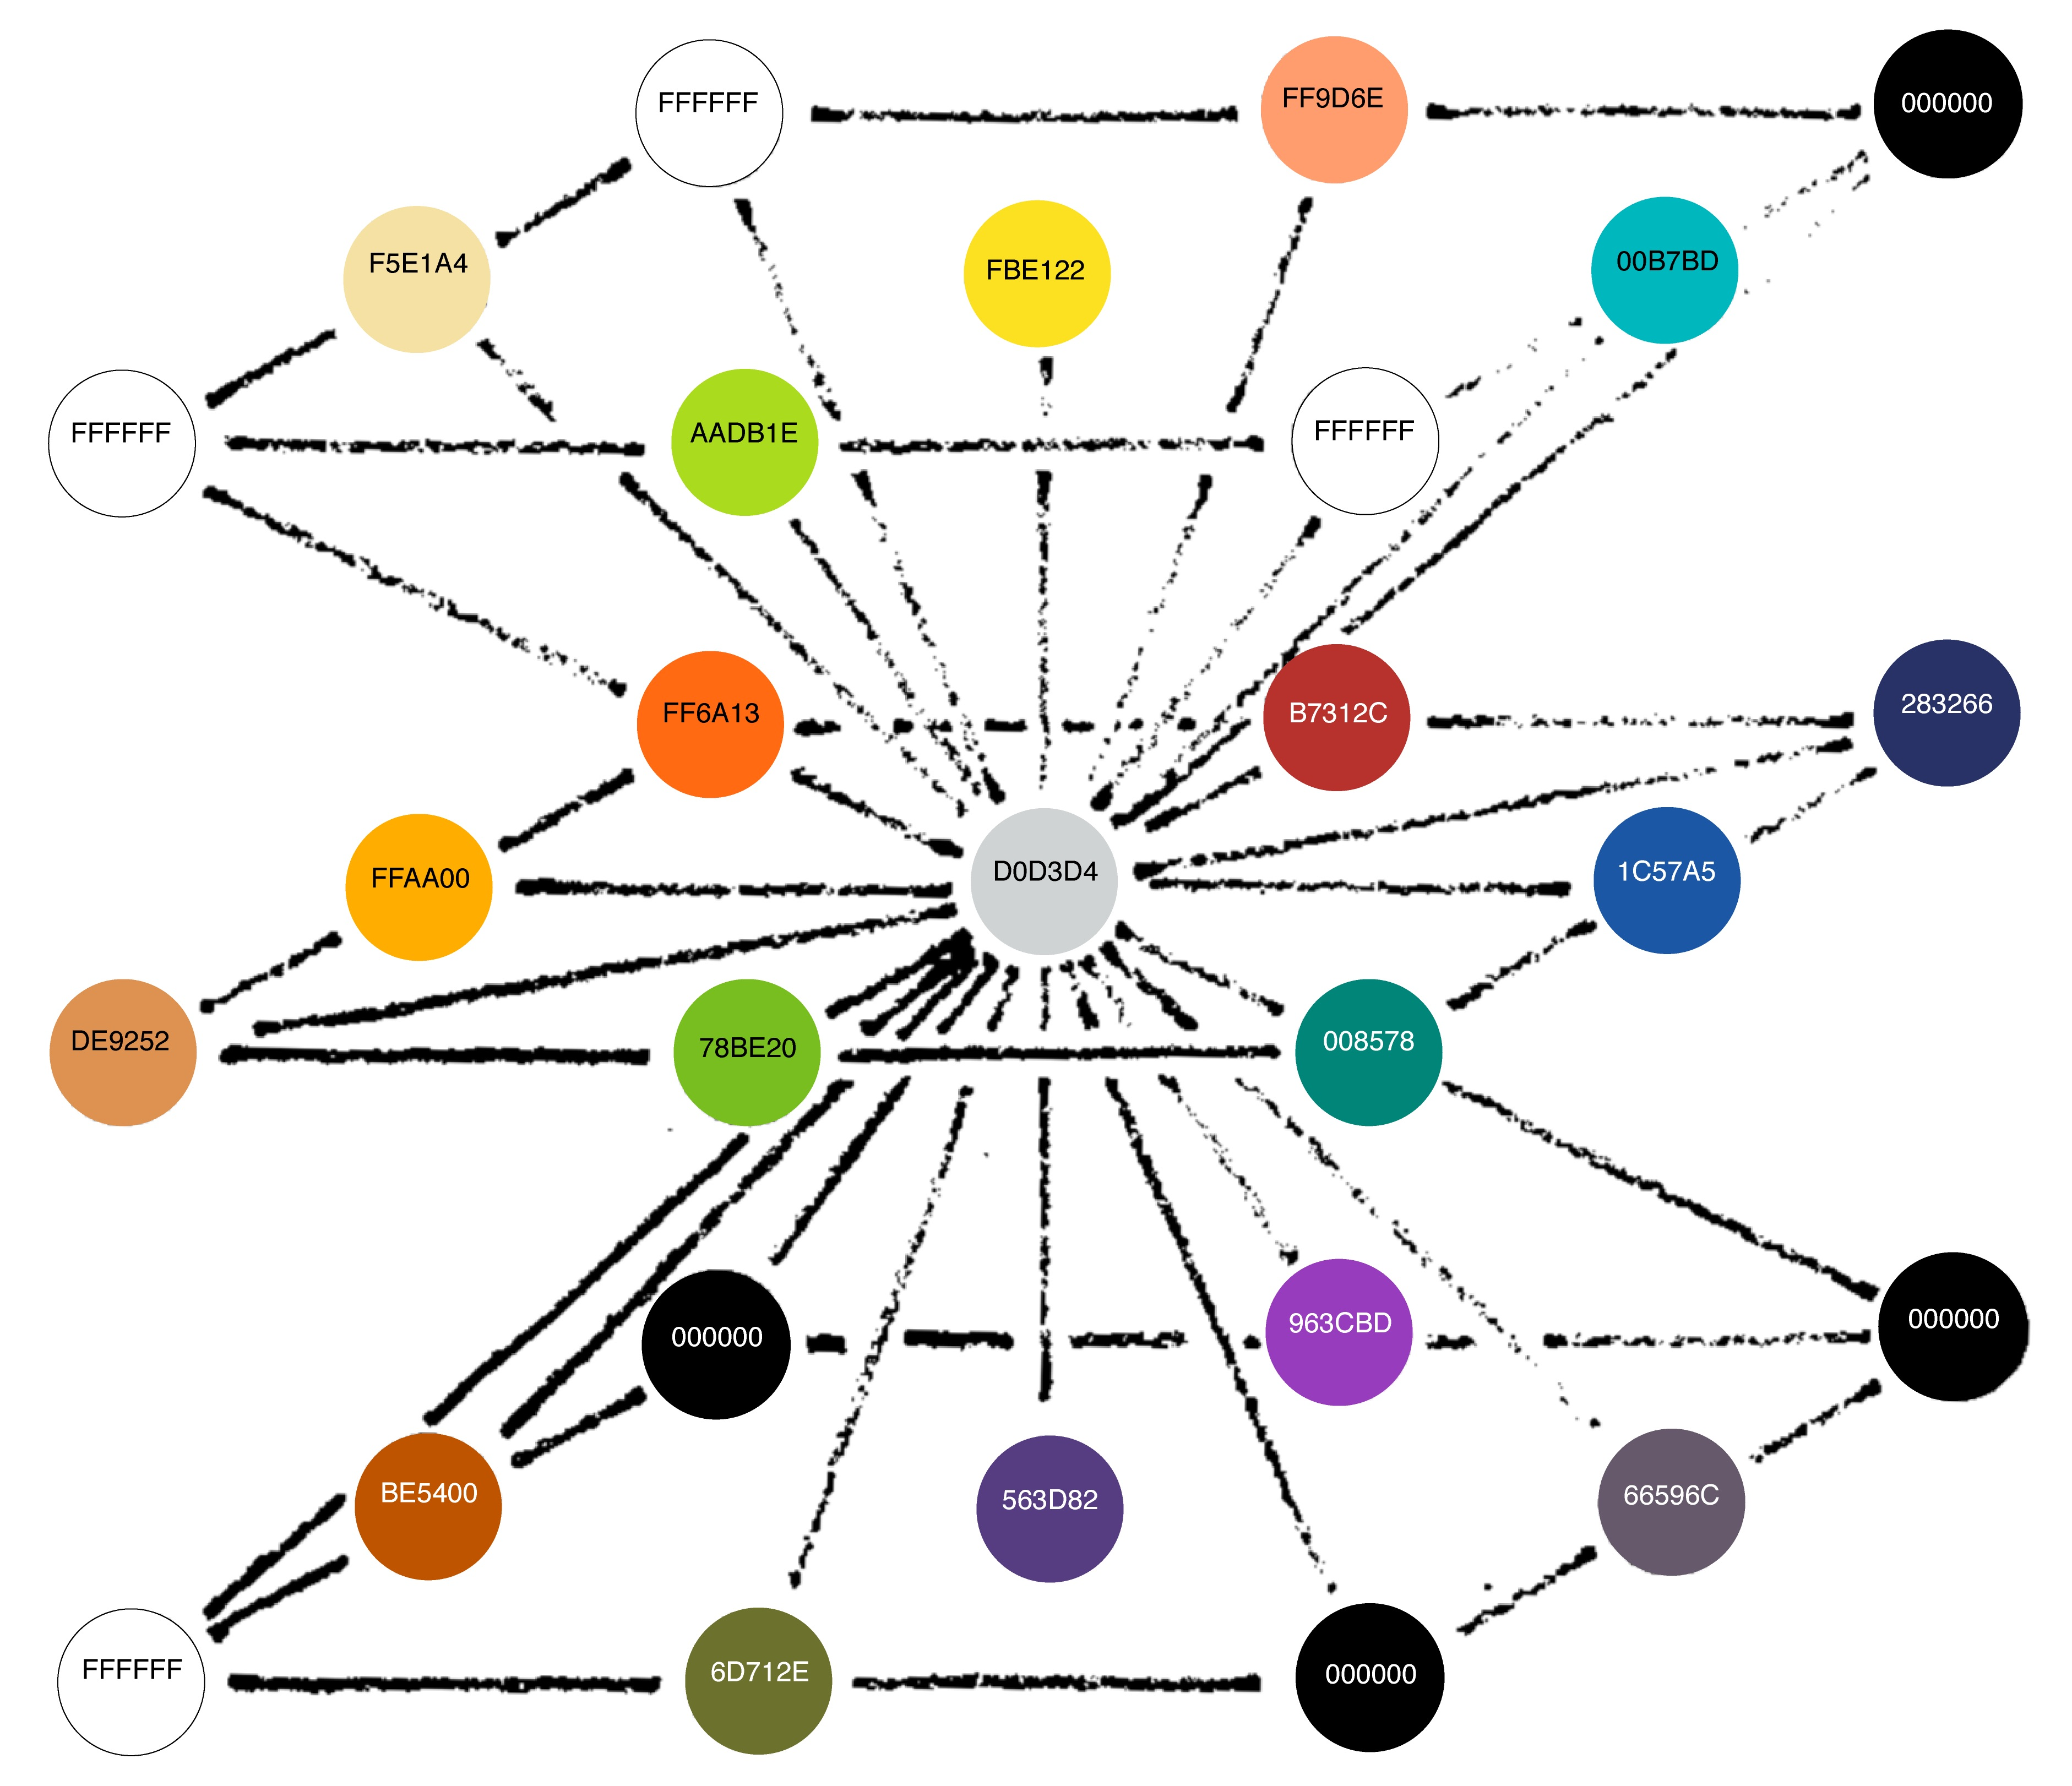 FFFFFF
FF9D6E
000000
F5E1A4
FBE122
00B7BD
FFFFFF
AADB1E
FFFFFF
FF6A13
B7312C
283266
FFAA00
D0D3D4
1C57A5
DE9252
78BE20
008578
000000
963CBD
000000
BE5400
563D82
66596C
FFFFFF
6D712E
000000